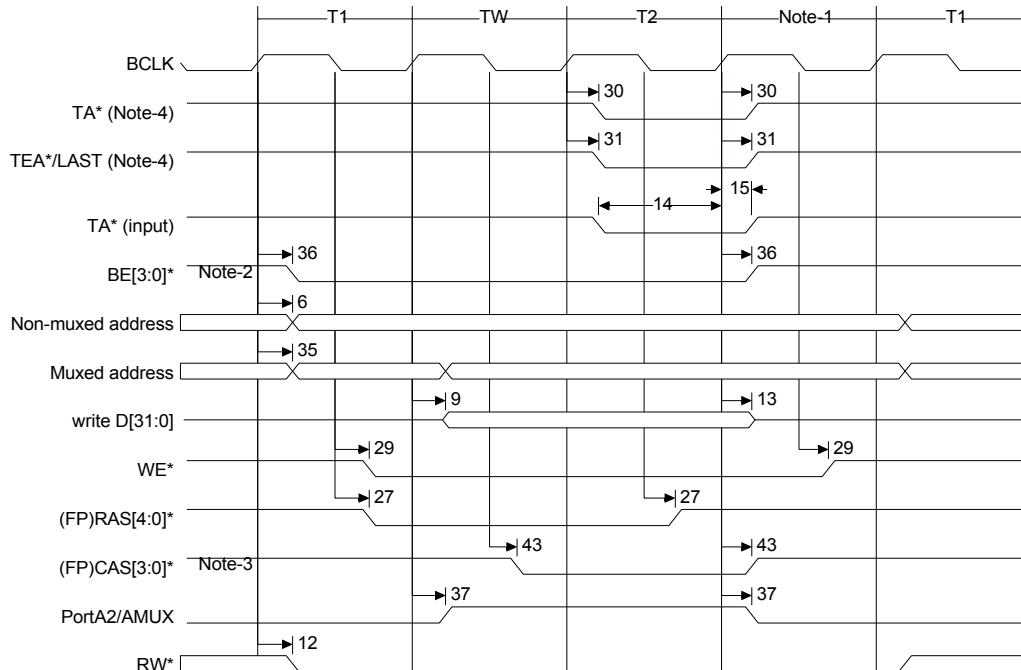 T1 TW T2 Note-1 T1
BCLK
TA* (Note-4) 30 30
TEA*/LAST (Note-4) 31 31
TA* (input) 14 15
BE[3:0]* Note-2 36 36
Non-muxed address 6
Muxed address 35
write D[31:0] 9 13
WE* 29 29
(FP)RAS[4:0]* 27 27
(FP)CAS[3:0]* Note-3 43 43
PortA2/AMUX 37 37
RW* 12